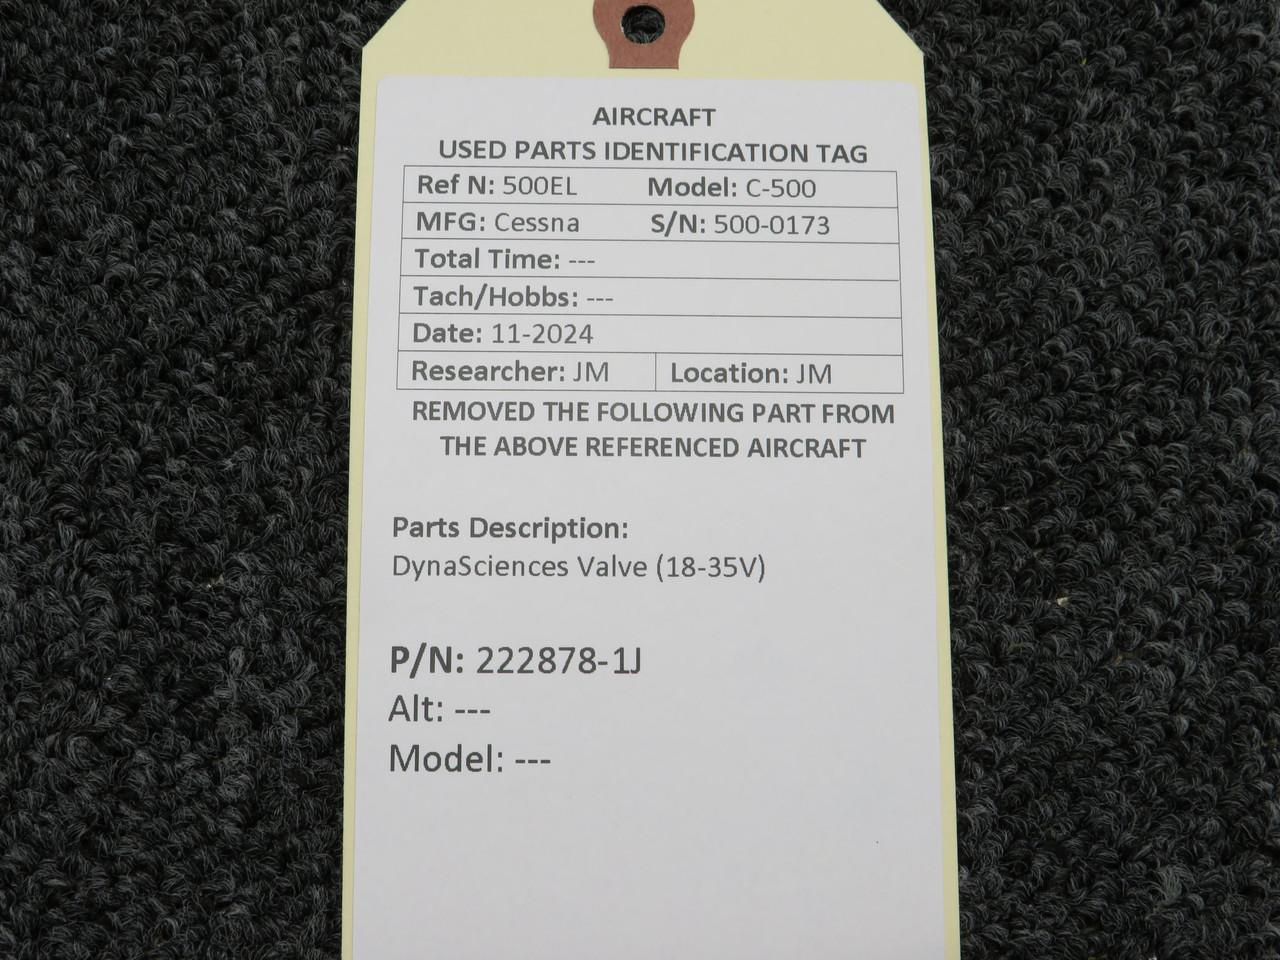 AIRCRAFT
USED PARTS IDENTIFICATION TAG
Ref N: 500EL Model: C-500
MFG: Cessna S/N: 500-0173
Total Time: ---
Tach/Hobbs: ---
Date: 11-2024
Researcher: JM Location: JM
REMOVED THE FOLLOWING PART FROM
THE ABOVE REFERENCED AIRCRAFT
Parts Description:
DynaSciences Valve (18-35V)
P/N: 222878-1J
Alt: ---
Model: ---